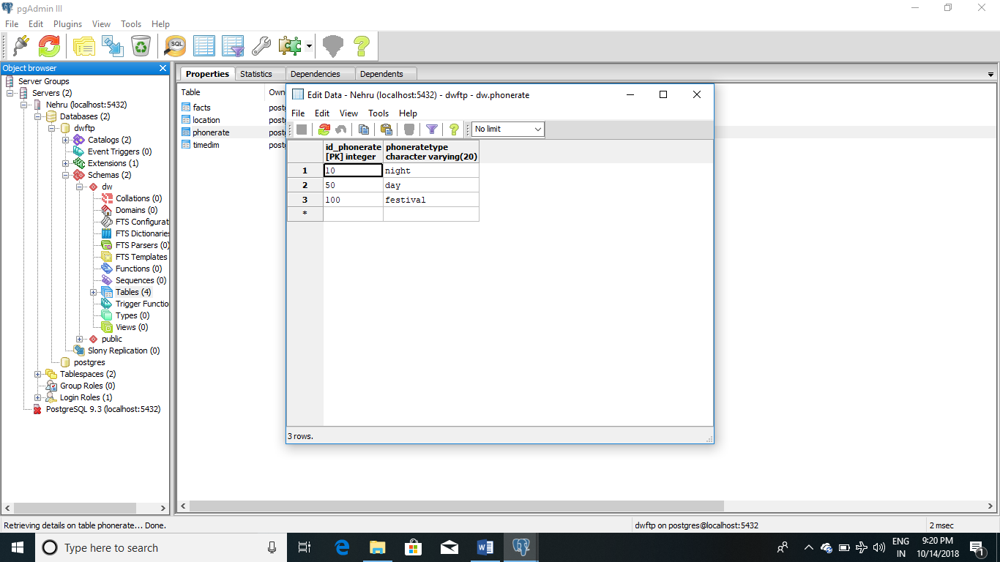 pgAdmin III
File Edit Plugins View Tools Help
SQL
Object browser
Server Groups
Servers (2)
Nehru (localhost:5432)
Databases (2)
dwftp
Catalogs (2)
Event Triggers (0)
Extensions (1)
Schemas (2)
dw
Collations (0)
Domains (0)
FTS Configurat
FTS Dictionarie
FTS Parsers (0)
FTS Templates
Functions (0)
Sequences (0)
Tables (4)
Trigger Functio
Types (0)
Views (0)
public
Slony Replication (0)
postgres
Tablespaces (2)
Group Roles (0)
Login Roles (1)
PostgreSQL 9.3 (localhost:5432)
Properties Statistics Dependencies Dependents
Table Own
facts post
location post
phonerate post
timedim post
Edit Data - Nehru (localhost:5432) - dwftp - dw.phonerate
File Edit View Tools Help
No limit
id_phonerate phoneratetype
[PK] integer character varying(20)
1 10 night
2 50 day
3 100 festival
*
3 rows.
Retrieving details on table phonerate... Done. dwftp on postgres@localhost:5432 2 msec
Type here to search
ENG 9:20 PM
IN 10/14/2018
1